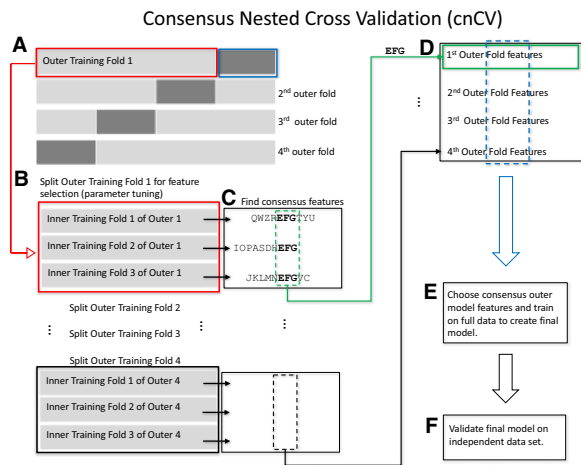 Consensus Nested Cross Validation (cnCV)
A
Outer Training Fold 1
2nd outer fold
3rd outer fold
4th outer fold
B
Split Outer Training Fold 1 for feature
selection (parameter tuning)
Inner Training Fold 1 of Outer 1
Inner Training Fold 2 of Outer 1
Inner Training Fold 3 of Outer 1
C
Find consensus features
QWZREFGTYU
IOPASDHEFG
JKLMNEFGVC
Split Outer Training Fold 2
⋮
Split Outer Training Fold 3
⋮
Split Outer Training Fold 4
Inner Training Fold 1 of Outer 4
Inner Training Fold 2 of Outer 4
Inner Training Fold 3 of Outer 4
EFG
D
1st Outer Fold features
⋮
2nd Outer Fold Features
3rd Outer Fold Features
4th Outer Fold Features
E
Choose consensus outer
model features and train
on full data to create final
model.
F
Validate final model on
independent data set.